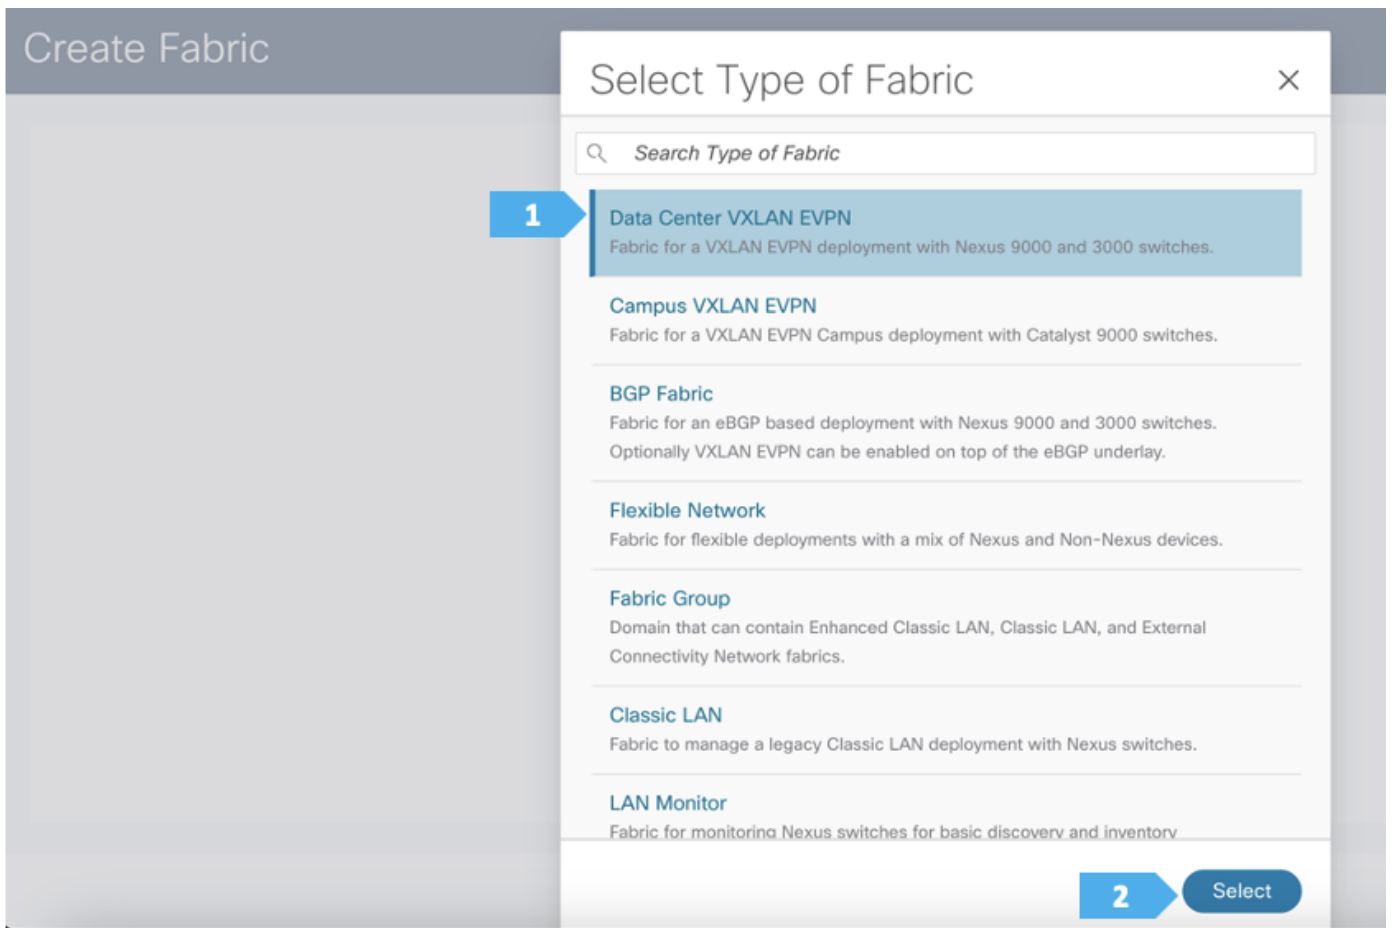 Create Fabric
Select Type of Fabric
Search Type of Fabric
1
Data Center VXLAN EVPN
Fabric for a VXLAN EVPN deployment with Nexus 9000 and 3000 switches.
Campus VXLAN EVPN
Fabric for a VXLAN EVPN Campus deployment with Catalyst 9000 switches.
BGP Fabric
Fabric for an eBGP based deployment with Nexus 9000 and 3000 switches.
Optionally VXLAN EVPN can be enabled on top of the eBGP underlay.
Flexible Network
Fabric for flexible deployments with a mix of Nexus and Non-Nexus devices.
Fabric Group
Domain that can contain Enhanced Classic LAN, Classic LAN, and External
Connectivity Network fabrics.
Classic LAN
Fabric to manage a legacy Classic LAN deployment with Nexus switches.
LAN Monitor
Fabric for monitoring Nexus switches for basic discovery and inventory
2
Select